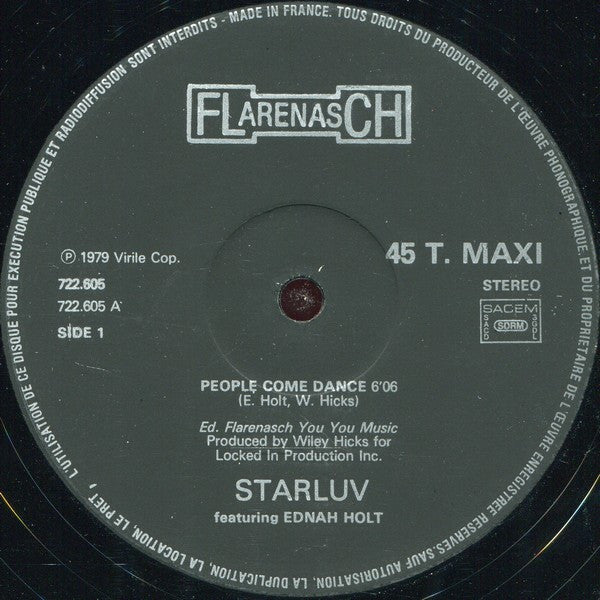 MADE IN FRANCE. TOUS DROITS DU PRODUCTEUR DE L'ŒUVRE PHONOGRAPHIQUE ET DU PROPRIETAIRE DE L'ŒUVRE ENREGISTREE RESERVES. SAUF AUTORISATION, LA DUPLICATION, LA LOCATION, LE PRET, L'UTILISATION DE CE DISQUE POUR EXECUTION PUBLIQUE ET RADIODIFFUSION SONT INTERDITS -
FLARENASCH
℗ 1979 Virile Cop.
45 T. MAXI
722.605
STEREO
722.605 A
SACEM
SACD SDRM SGDL
SIDE 1
PEOPLE COME DANCE 6'06
(E. Holt, W. Hicks)
Ed. Flarenasch You You Music
Produced by Wiley Hicks for
Locked In Production Inc.
STARLUV
featuring EDNAH HOLT